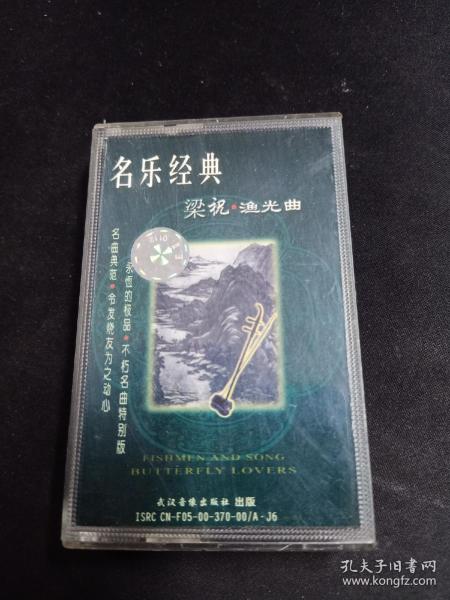 名乐经典
梁祝·渔光曲
永恒的极品·不朽名曲特别版
名曲典范·令发烧友为之动心
FISHMEN AND SONG
BUTTERFLY LOVERS
武汉音像出版社 出版
ISRC CN-F05-00-370-00/A·J6
孔夫子旧书网
www.kongfz.com